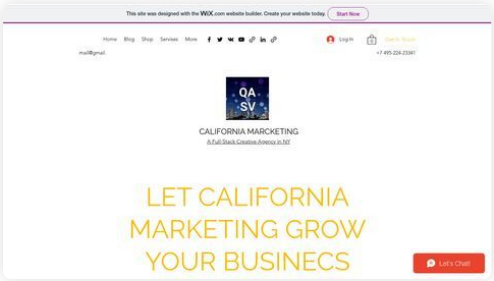 This site was designed with the WiX.com website builder. Create your website today. Start Now
Home Blog Shop Services More Log In
mail@gmail +7 495-224-23341
QA
SV
CALIFORNIA MARCKETING
A Full-Stack Creative Agency in NY
LET CALIFORNIA
MARKETING GROW
YOUR BUSINECS
Let's Chat!